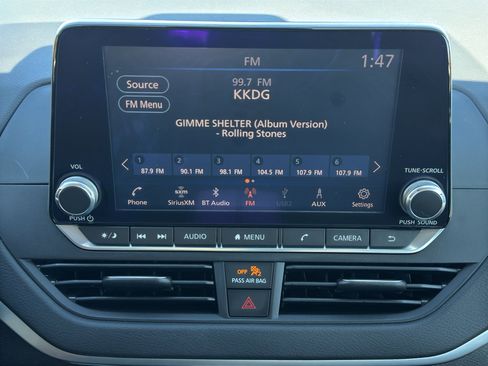 FM
1:47
Source
99.7 FM
KKDG
FM Menu
GIMME SHELTER (Album Version)
- Rolling Stones
VOL
TUNE·SCROLL
1 2 3 4 5 6
87.9 FM 90.1 FM 98.1 FM 104.5 FM 107.9 FM 107.9 FM
sxm
Phone SiriusXM BT Audio FM USB2 AUX Settings
PUSH
PUSH SOUND
AUDIO MENU CAMERA
OFF
PASS AIR BAG